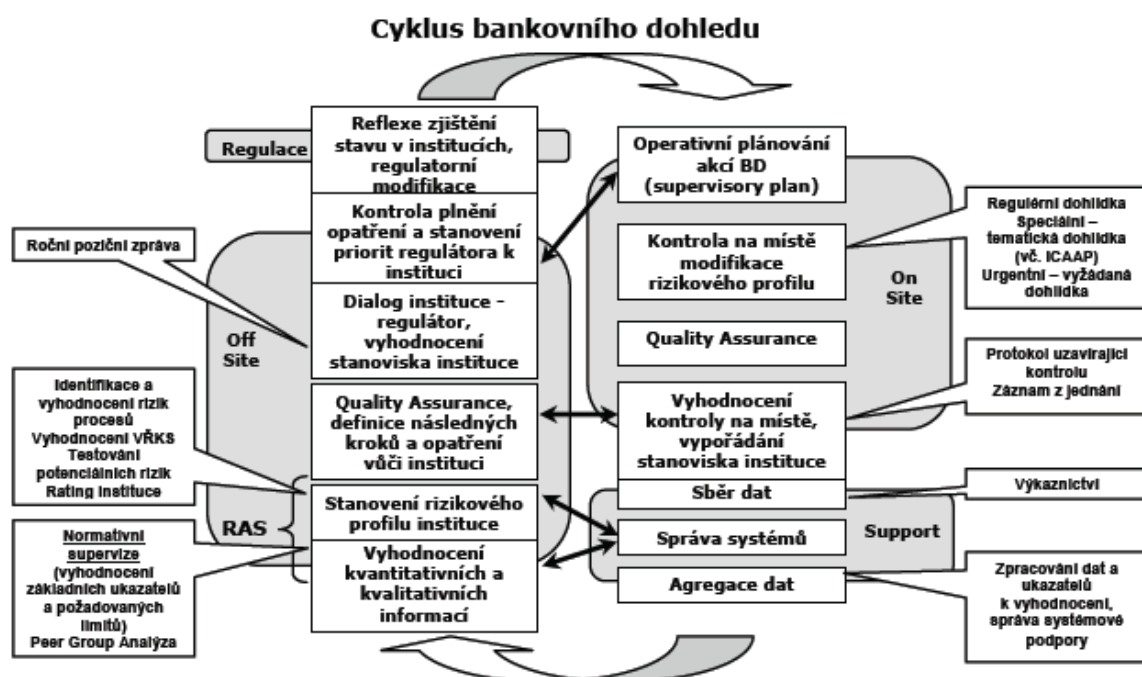 Cyklus bankovního dohledu
Regulace
Reflexe zjištění
stavu v institucích,
regulatorní
modifikace
Kontrola plnění
opatření a stanovení
priorit regulátora k
instituci
Dialog instituce -
regulátor,
vyhodnocení
stanoviska instituce
Quality Assurance,
definice následných
kroků a opatření
vůči instituci
Stanovení rizikového
profilu instituce
Vyhodnocení
kvantitativních a
kvalitativních
informací
Off
Site
RAS
Roční poziční zpráva
Identifikace a
vyhodnocení rizik
procesů
Vyhodnocení VŘKS
Testování
potenciálních rizik
Rating instituce
Normativní
supervize
(vyhodnocení
základních ukazatelů
a požadovaných
limitů)
Peer Group Analýza
Operativní plánování
akcí BD
(supervisory plan)
Kontrola na místě
modifikace
rizikového profilu
Quality Assurance
Vyhodnocení
kontroly na místě,
vypořádání
stanoviska instituce
Sběr dat
Správa systémů
Agregace dat
On
Site
Support
Regulérní dohlídka
Speciální –
tematická dohlídka
(vč. ICAAP)
Urgentní – vyžádaná
dohlídka
Protokol uzavírající
kontrolu
Záznam z jednání
Výkaznictví
Zpracování dat a
ukazatelů
k vyhodnocení,
správa systémové
podpory